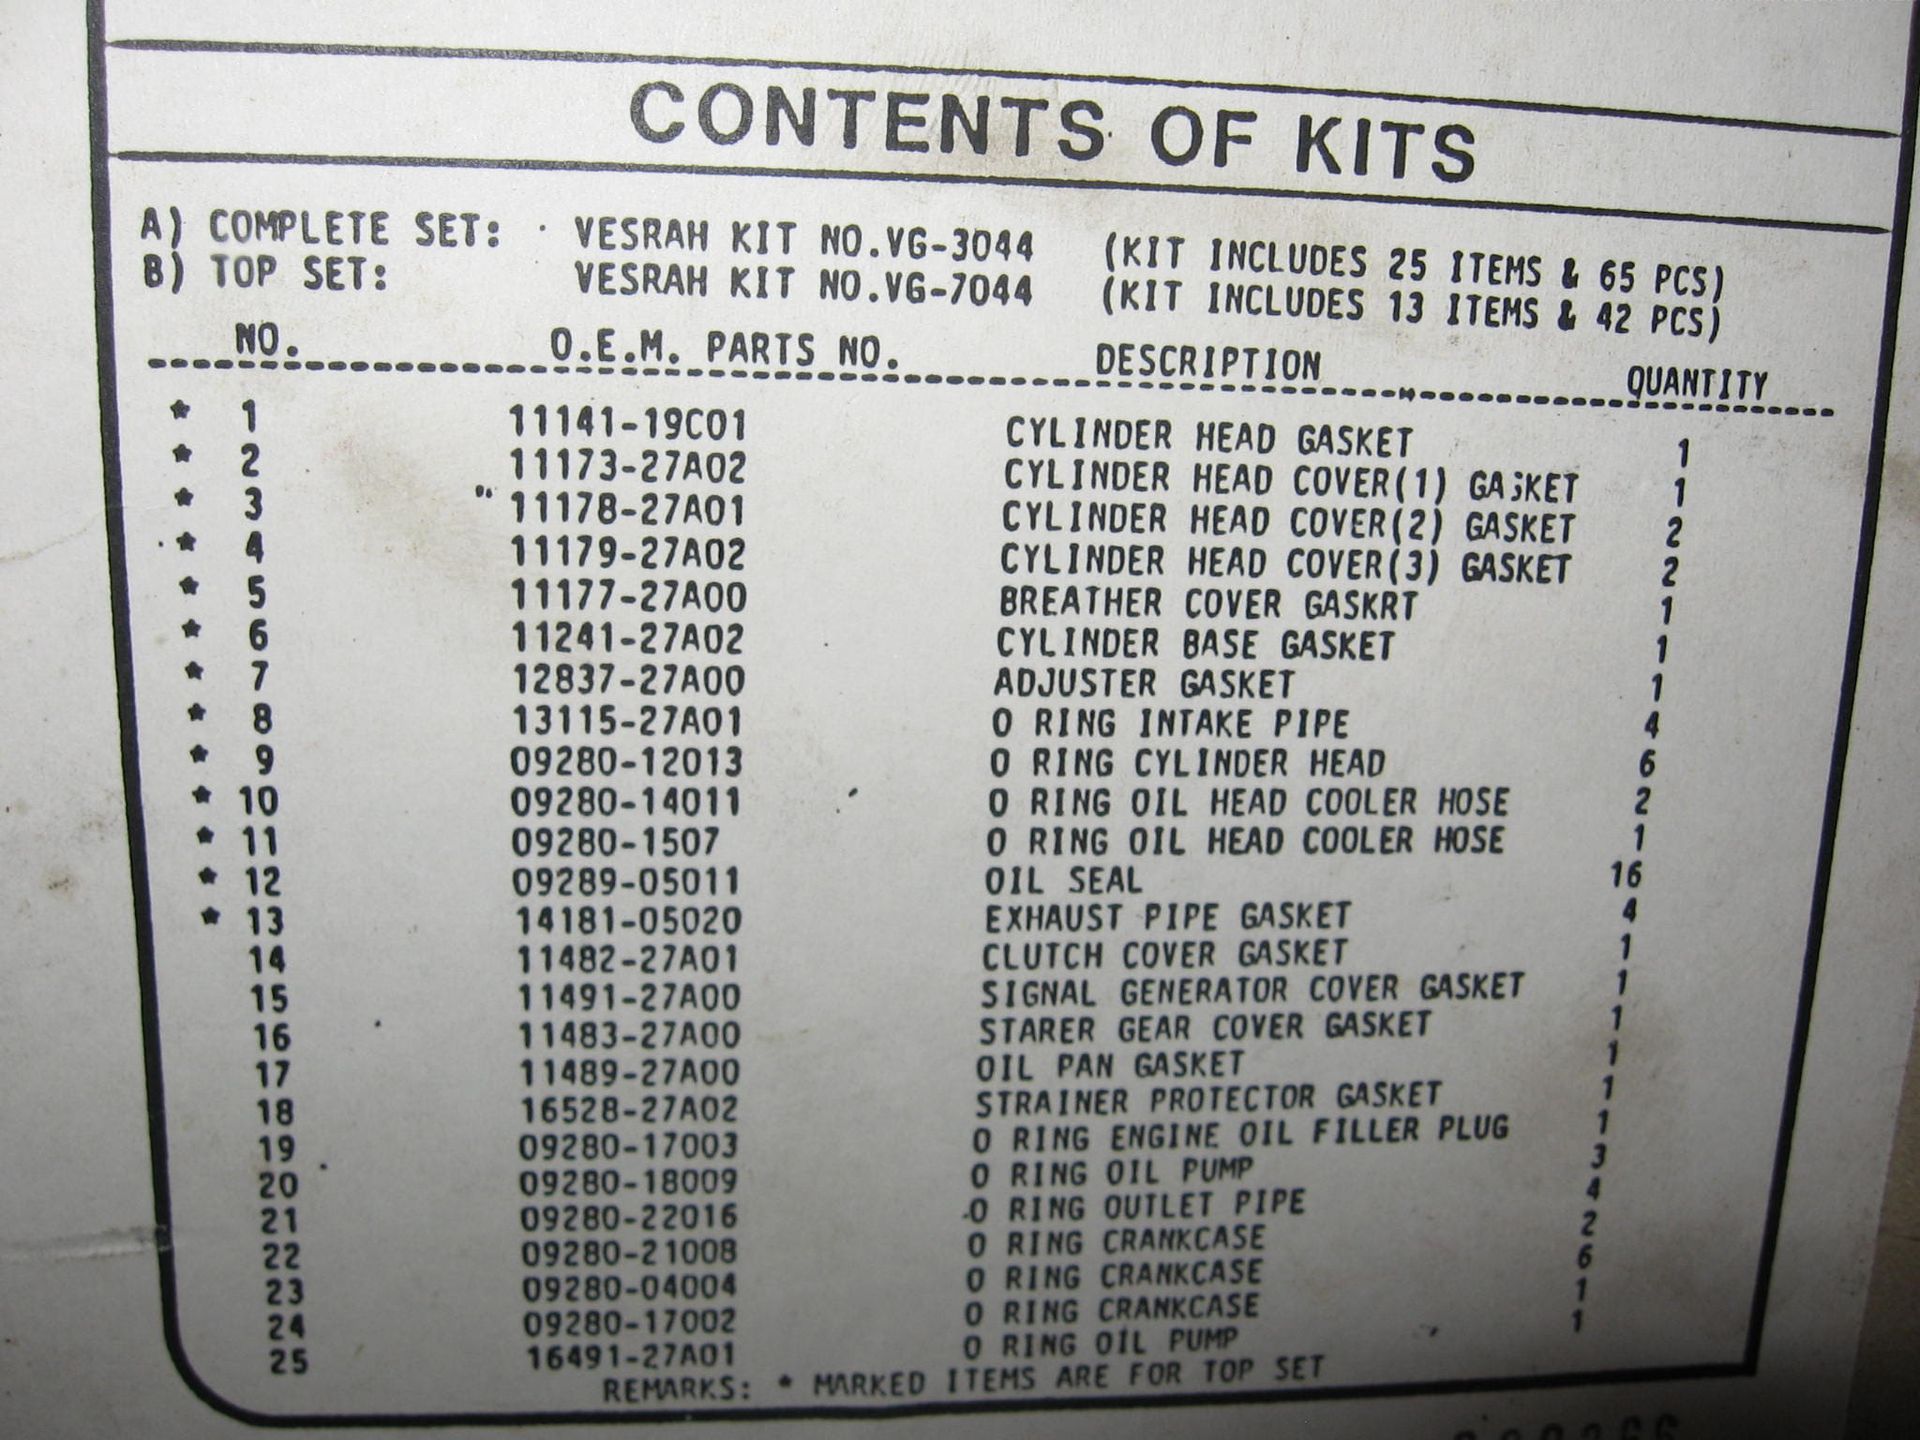 CONTENTS OF KITS
A) COMPLETE SET: VESRAH KIT NO.VG-3044 (KIT INCLUDES 25 ITEMS & 65 PCS)
B) TOP SET: VESRAH KIT NO.VG-7044 (KIT INCLUDES 13 ITEMS & 42 PCS)
NO. O.E.M. PARTS NO. DESCRIPTION QUANTITY
* 1 11141-19C01 CYLINDER HEAD GASKET 1
* 2 11173-27A02 CYLINDER HEAD COVER(1) GASKET 1
* 3 11178-27A01 CYLINDER HEAD COVER(2) GASKET 2
* 4 11179-27A02 CYLINDER HEAD COVER(3) GASKET 2
* 5 11177-27A00 BREATHER COVER GASKRT 1
* 6 11241-27A02 CYLINDER BASE GASKET 1
* 7 12837-27A00 ADJUSTER GASKET 1
* 8 13115-27A01 O RING INTAKE PIPE 4
* 9 09280-12013 O RING CYLINDER HEAD 6
* 10 09280-14011 O RING OIL HEAD COOLER HOSE 2
* 11 09280-1507 O RING OIL HEAD COOLER HOSE 1
* 12 09289-05011 OIL SEAL 16
* 13 14181-05020 EXHAUST PIPE GASKET 4
14 11482-27A01 CLUTCH COVER GASKET 1
15 11491-27A00 SIGNAL GENERATOR COVER GASKET 1
16 11483-27A00 STARER GEAR COVER GASKET 1
17 11489-27A00 OIL PAN GASKET 1
18 16528-27A02 STRAINER PROTECTOR GASKET 1
19 09280-17003 O RING ENGINE OIL FILLER PLUG 1
20 09280-18009 O RING OIL PUMP 3
21 09280-22016 O RING OUTLET PIPE 4
22 09280-21008 O RING CRANKCASE 2
23 09280-04004 O RING CRANKCASE 6
24 09280-17002 O RING CRANKCASE 1
25 16491-27A01 O RING OIL PUMP 1
REMARKS: * MARKED ITEMS ARE FOR TOP SET